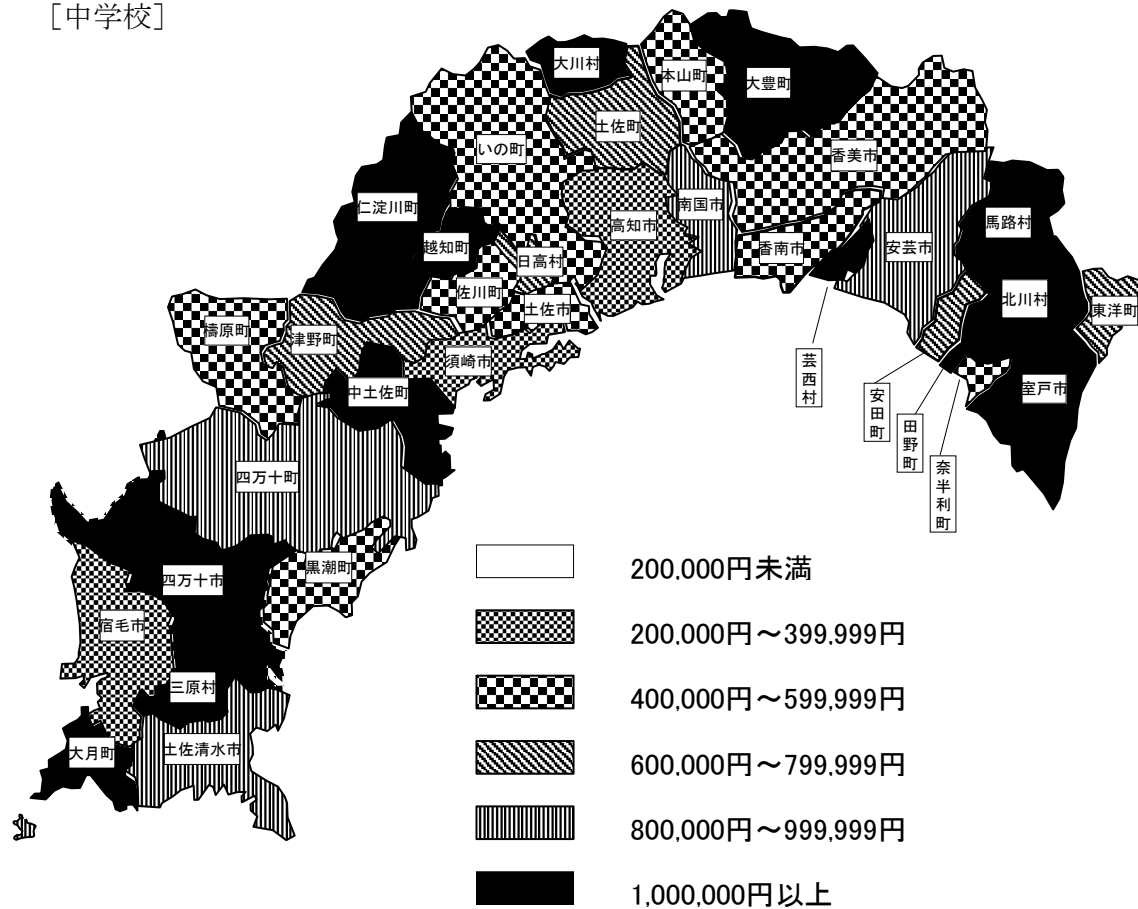 ［中学校］
大川村
本山町
大豊町
土佐町
いの町
香美市
仁淀川町
南国市
高知市
馬路村
越知町
香南市
安芸市
日高村
佐川町
北川村
土佐市
東洋町
檮原町
津野町
須崎市
芸西村
中土佐町
安田町
室戸市
田野町
奈半利町
四万十町
黒潮町
四万十市
宿毛市
三原村
大月町
土佐清水市
200,000円未満
200,000円～399,999円
400,000円～599,999円
600,000円～799,999円
800,000円～999,999円
1,000,000円以上